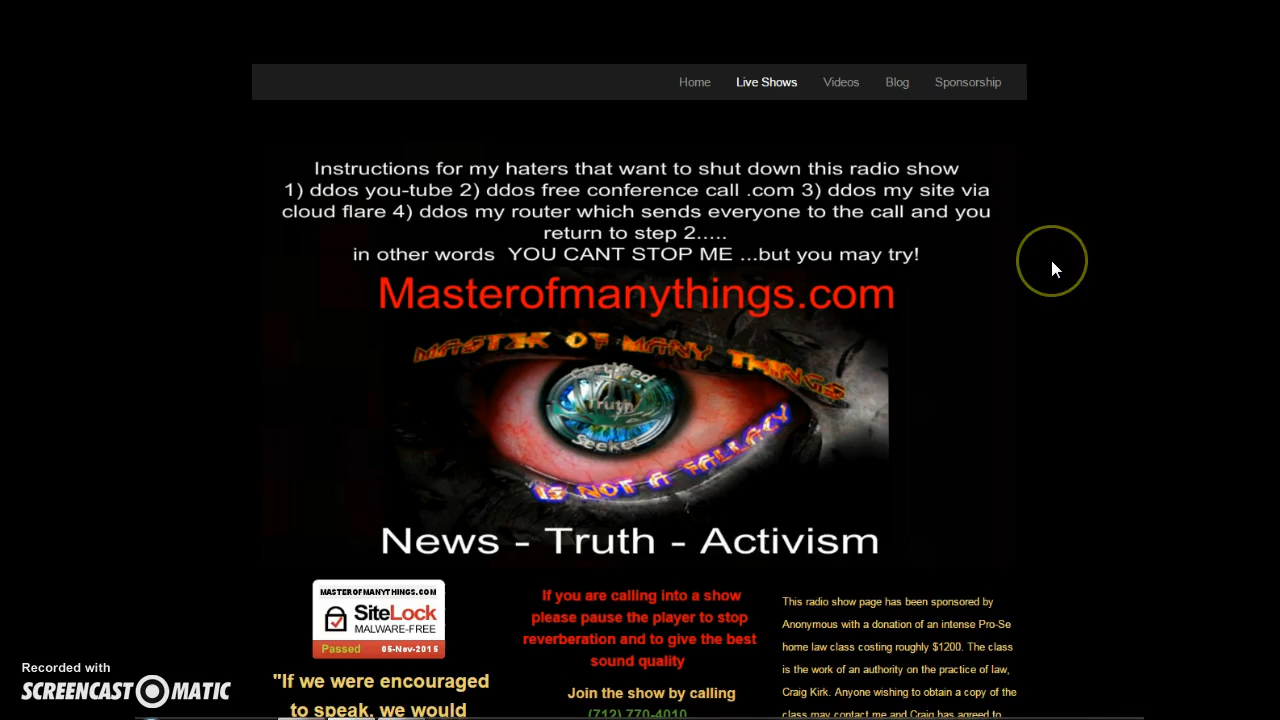 Home Live Shows Videos Blog Sponsorship
Instructions for my haters that want to shut down this radio show
1) ddos you-tube 2) ddos free conference call .com 3) ddos my site via
cloud flare 4) ddos my router which sends everyone to the call and you
return to step 2.....
in other words YOU CANT STOP ME ...but you may try!
Masterofmanythings.com
MASTER OF MANY THINGS
Certified
Truth
Seeker
IS NOT A FALLACY
News - Truth - Activism
MASTEROFMANYTHINGS.COM
SiteLock
MALWARE-FREE
Passed 05-Nov-2015
"If we were encouraged
to speak, we would
If you are calling into a show
please pause the player to stop
reverberation and to give the best
sound quality
Join the show by calling
(712) 770-4010
This radio show page has been sponsored by
Anonymous with a donation of an intense Pro-Se
home law class costing roughly $1200. The class
is the work of an authority on the practice of law,
Craig Kirk. Anyone wishing to obtain a copy of the
class may contact me and Craig has agreed to
Recorded with
SCREENCAST O MATIC